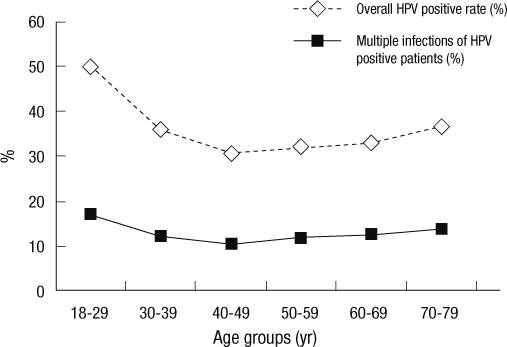 Overall HPV positive rate (%)
Multiple infections of HPV
positive patients (%)
60
50
40
30
20
10
0
%
18-29 30-39 40-49 50-59 60-69 70-79
Age groups (yr)